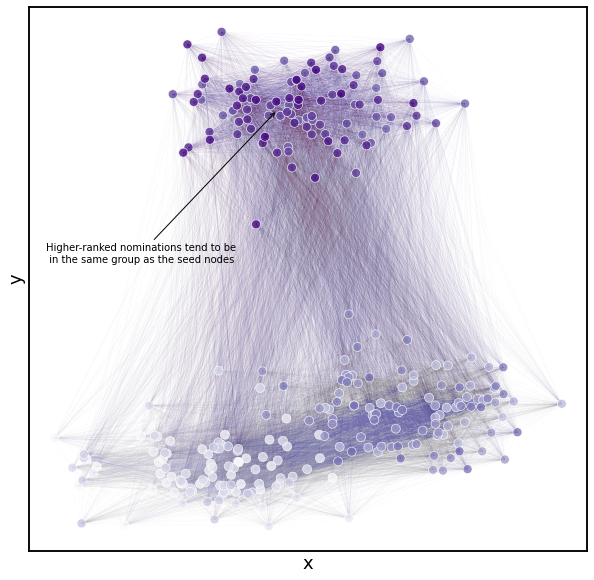 Higher-ranked nominations tend to be
in the same group as the seed nodes
y
x